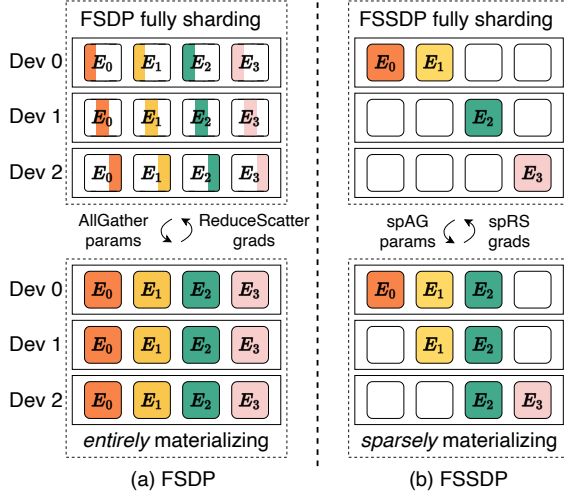 FSDP fully sharding
Dev 0 E0 E1 E2 E3
Dev 1 E0 E1 E2 E3
Dev 2 E0 E1 E2 E3
AllGather params
ReduceScatter grads
Dev 0 E0 E1 E2 E3
Dev 1 E0 E1 E2 E3
Dev 2 E0 E1 E2 E3
entirely materializing
(a) FSDP
FSSDP fully sharding
E0 E1
E2
E3
spAG params
spRS grads
E0 E1 E2
E1 E2
E2 E3
sparsely materializing
(b) FSSDP